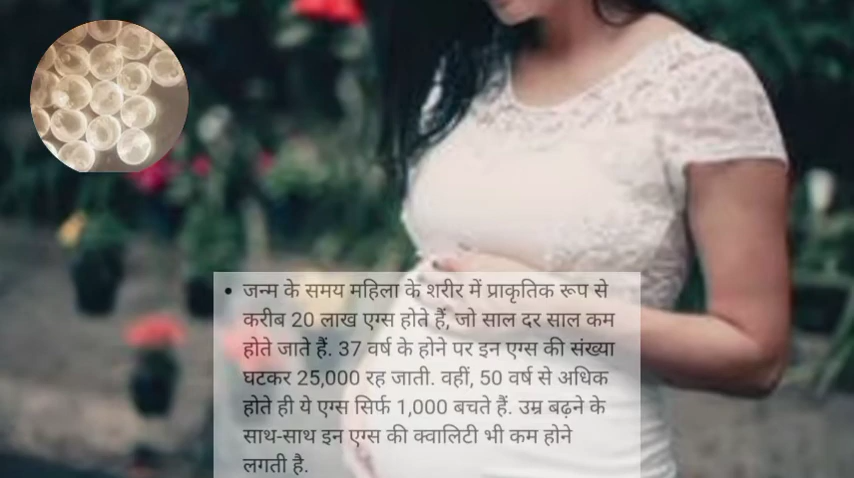 • जन्म के समय महिला के शरीर में प्राकृतिक रूप से
करीब 20 लाख एग्स होते हैं, जो साल दर साल कम
होते जाते हैं. 37 वर्ष के होने पर इन एग्स की संख्या
घटकर 25,000 रह जाती. वहीं, 50 वर्ष से अधिक
होते ही ये एग्स सिर्फ 1,000 बचते हैं. उम्र बढ़ने के
साथ-साथ इन एग्स की क्वालिटी भी कम होने
लगती है.